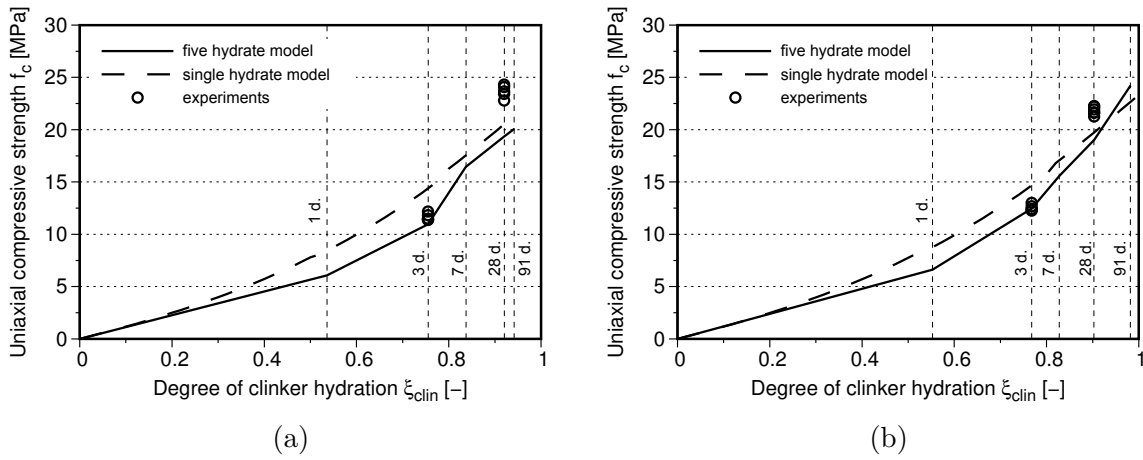 Uniaxial compressive strength f_c [MPa]
30
25
20
15
10
5
0
five hydrate model
single hydrate model
experiments
1 d.
3 d.
7 d.
28 d.
91 d.
0
0.2
0.4
0.6
0.8
1
Degree of clinker hydration ξ_clin [–]
(a)
Uniaxial compressive strength f_c [MPa]
30
25
20
15
10
5
0
five hydrate model
single hydrate model
experiments
1 d.
3 d.
7 d.
28 d.
91 d.
0
0.2
0.4
0.6
0.8
1
Degree of clinker hydration ξ_clin [–]
(b)